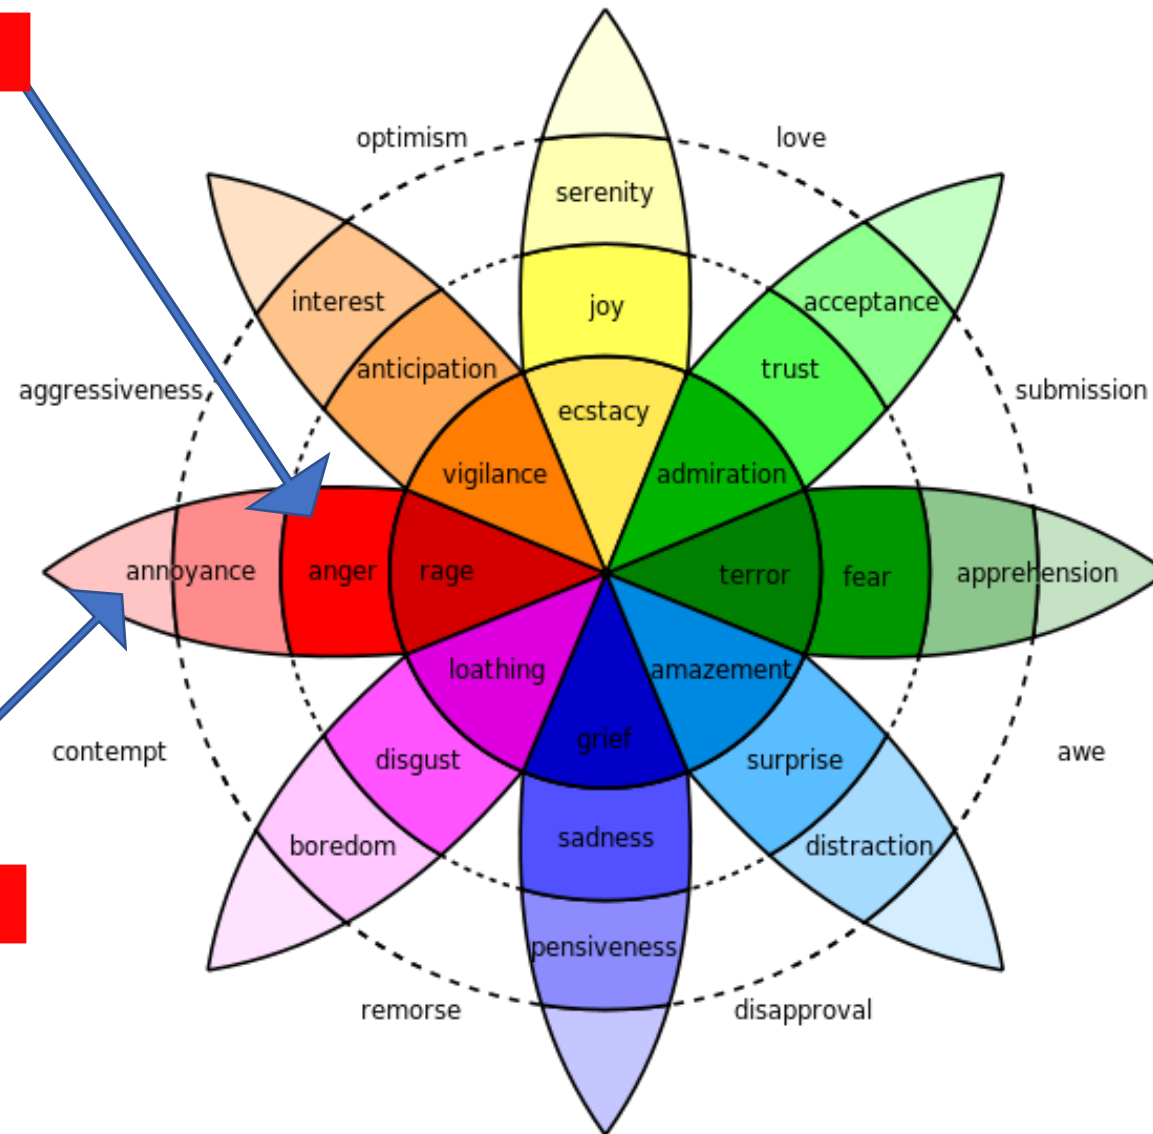 optimism
love
serenity
interest
joy
acceptance
anticipation
trust
aggressiveness
submission
ecstacy
vigilance
admiration
annoyance
anger
rage
terror
fear
apprehension
loathing
amazement
contempt
grief
awe
disgust
surprise
boredom
sadness
distraction
pensiveness
remorse
disapproval